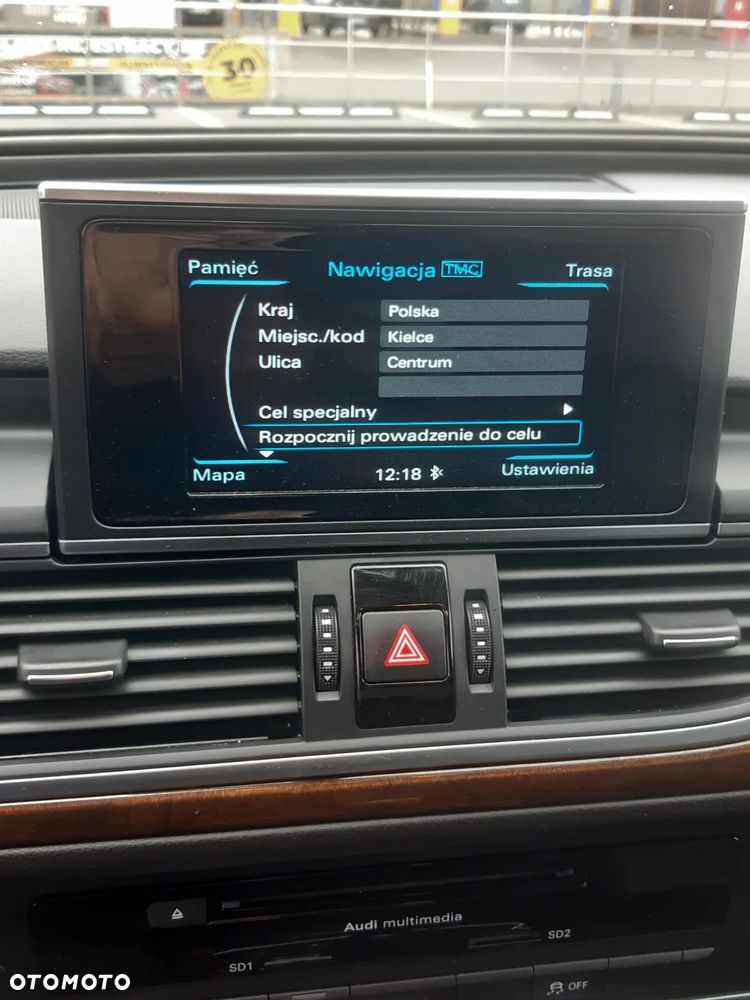 30
Pamięć
Nawigacja TMC
Trasa
Kraj Polska
Miejsc./kod Kielce
Ulica Centrum
Cel specjalny
Rozpocznij prowadzenie do celu
Mapa
12:18
Ustawienia
Audi multimedia
SD1
SD2
OFF
OTOMOTO